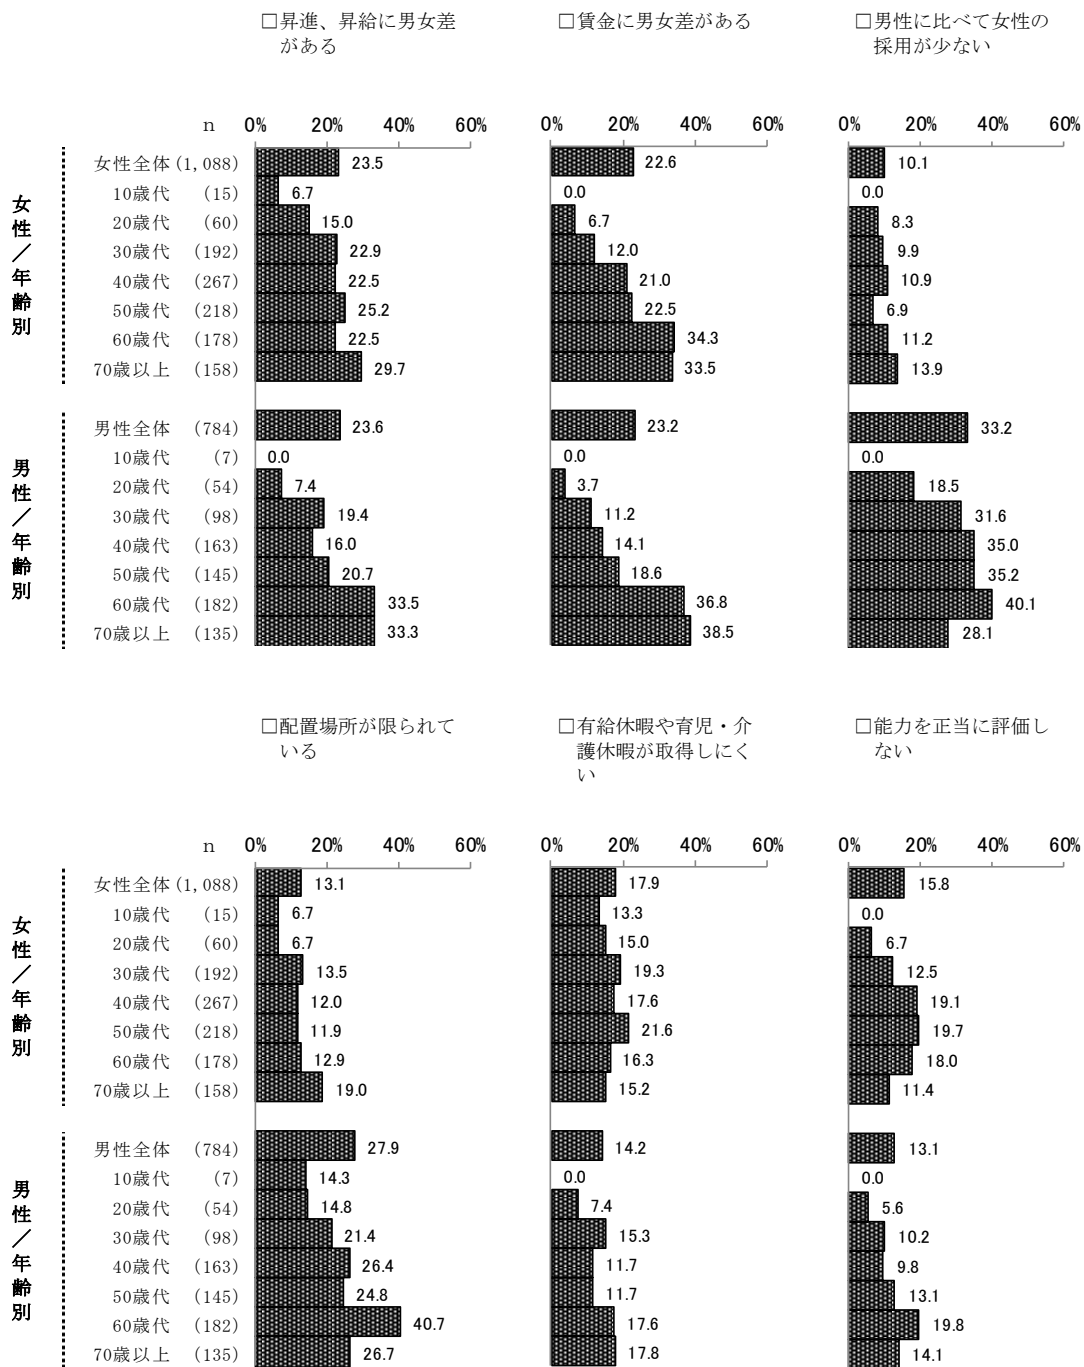 □昇進、昇給に男女差
がある
□賃金に男女差がある
□男性に比べて女性の
採用が少ない
n 0% 20% 40% 60% 0% 20% 40% 60% 0% 20% 40% 60%
女性/年齢別
女性全体 (1,088) 23.5 22.6 10.1
10歳代 (15) 6.7 0.0 0.0
20歳代 (60) 15.0 6.7 8.3
30歳代 (192) 22.9 12.0 9.9
40歳代 (267) 22.5 21.0 10.9
50歳代 (218) 25.2 22.5 6.9
60歳代 (178) 22.5 34.3 11.2
70歳以上 (158) 29.7 33.5 13.9
男性/年齢別
男性全体 (784) 23.6 23.2 33.2
10歳代 (7) 0.0 0.0 0.0
20歳代 (54) 7.4 3.7 18.5
30歳代 (98) 19.4 11.2 31.6
40歳代 (163) 16.0 14.1 35.0
50歳代 (145) 20.7 18.6 35.2
60歳代 (182) 33.5 36.8 40.1
70歳以上 (135) 33.3 38.5 28.1
□配置場所が限られて
いる
□有給休暇や育児・介
護休暇が取得しにく
い
□能力を正当に評価し
ない
n 0% 20% 40% 60% 0% 20% 40% 60% 0% 20% 40% 60%
女性/年齢別
女性全体 (1,088) 13.1 17.9 15.8
10歳代 (15) 6.7 13.3 0.0
20歳代 (60) 6.7 15.0 6.7
30歳代 (192) 13.5 19.3 12.5
40歳代 (267) 12.0 17.6 19.1
50歳代 (218) 11.9 21.6 19.7
60歳代 (178) 12.9 16.3 18.0
70歳以上 (158) 19.0 15.2 11.4
男性/年齢別
男性全体 (784) 27.9 14.2 13.1
10歳代 (7) 14.3 0.0 0.0
20歳代 (54) 14.8 7.4 5.6
30歳代 (98) 21.4 15.3 10.2
40歳代 (163) 26.4 11.7 9.8
50歳代 (145) 24.8 11.7 13.1
60歳代 (182) 40.7 17.6 19.8
70歳以上 (135) 26.7 17.8 14.1